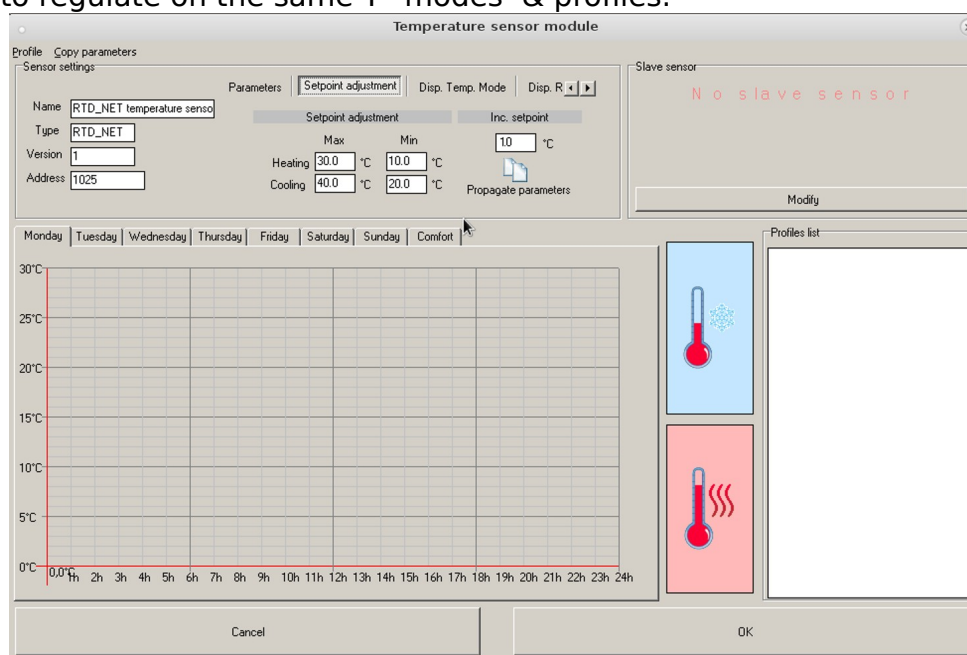 to regulate on the same T° modes & profiles.
Temperature sensor module
Profile Copy parameters
Sensor settings
Parameters Setpoint adjustment Disp. Temp. Mode Disp. R
Name RTD_NET temperature senso
Type RTD_NET
Version 1
Address 1025
Setpoint adjustment Inc. setpoint
Max Min
1.0 °C
Heating 30.0 °C 10.0 °C
Cooling 40.0 °C 20.0 °C
Propagate parameters
Slave sensor
No slave sensor
Modify
Monday Tuesday Wednesday Thursday Friday Saturday Sunday Comfort
Profiles list
30°C
25°C
20°C
15°C
10°C
5°C
0°C
0,0°C
1h 2h 3h 4h 5h 6h 7h 8h 9h 10h 11h 12h 13h 14h 15h 16h 17h 18h 19h 20h 21h 22h 23h 24h
Cancel OK